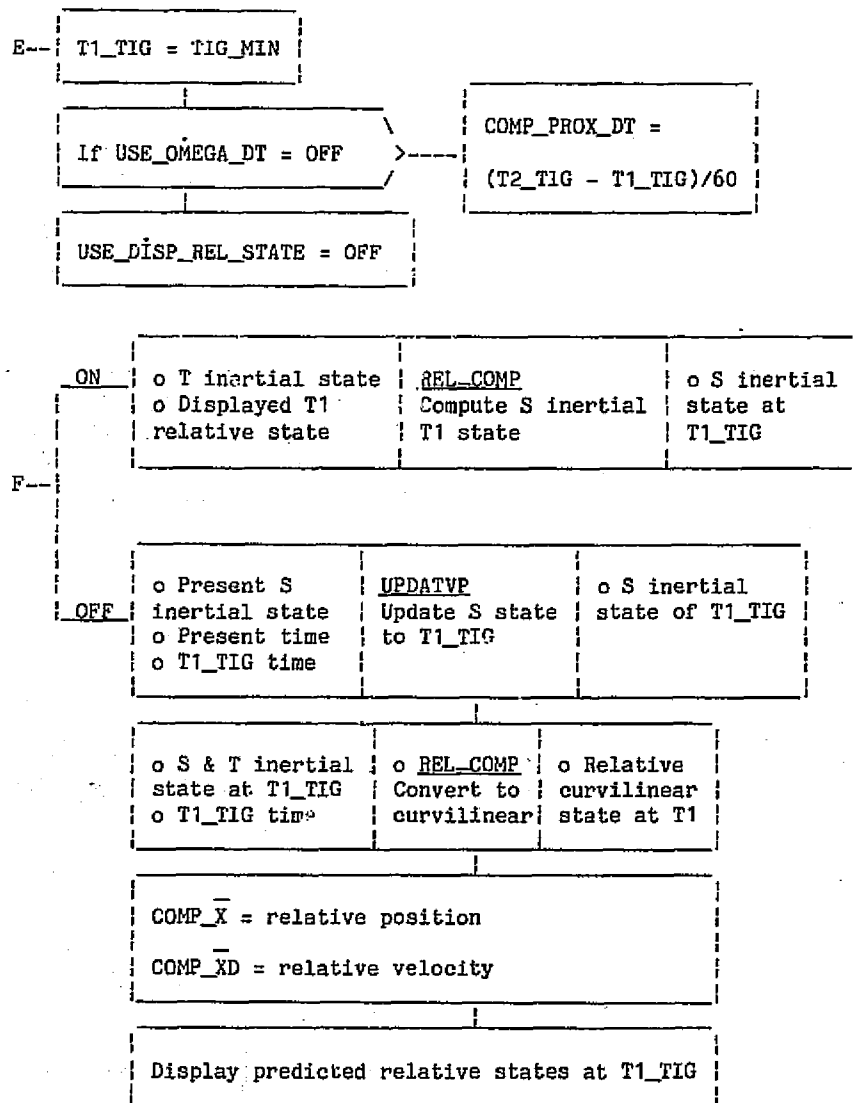 E-- T1_TIG = TIG_MIN
If USE_OMEGA_DT = OFF
COMP_PROX_DT =
(T2_TIG - T1_TIG)/60
USE_DISP_REL_STATE = OFF
F--
ON
o T inertial state
o Displayed T1
relative state
REL_COMP
Compute S inertial
T1 state
o S inertial
state at
T1_TIG
OFF
o Present S
inertial state
o Present time
o T1_TIG time
UPDATVP
Update S state
to T1_TIG
o S inertial
state of T1_TIG
o S & T inertial
state at T1_TIG
o T1_TIG time
o REL_COMP
Convert to
curvilinear
o Relative
curvilinear
state at T1
COMP_X̅ = relative position
COMP_X̅D = relative velocity
Display predicted relative states at T1_TIG